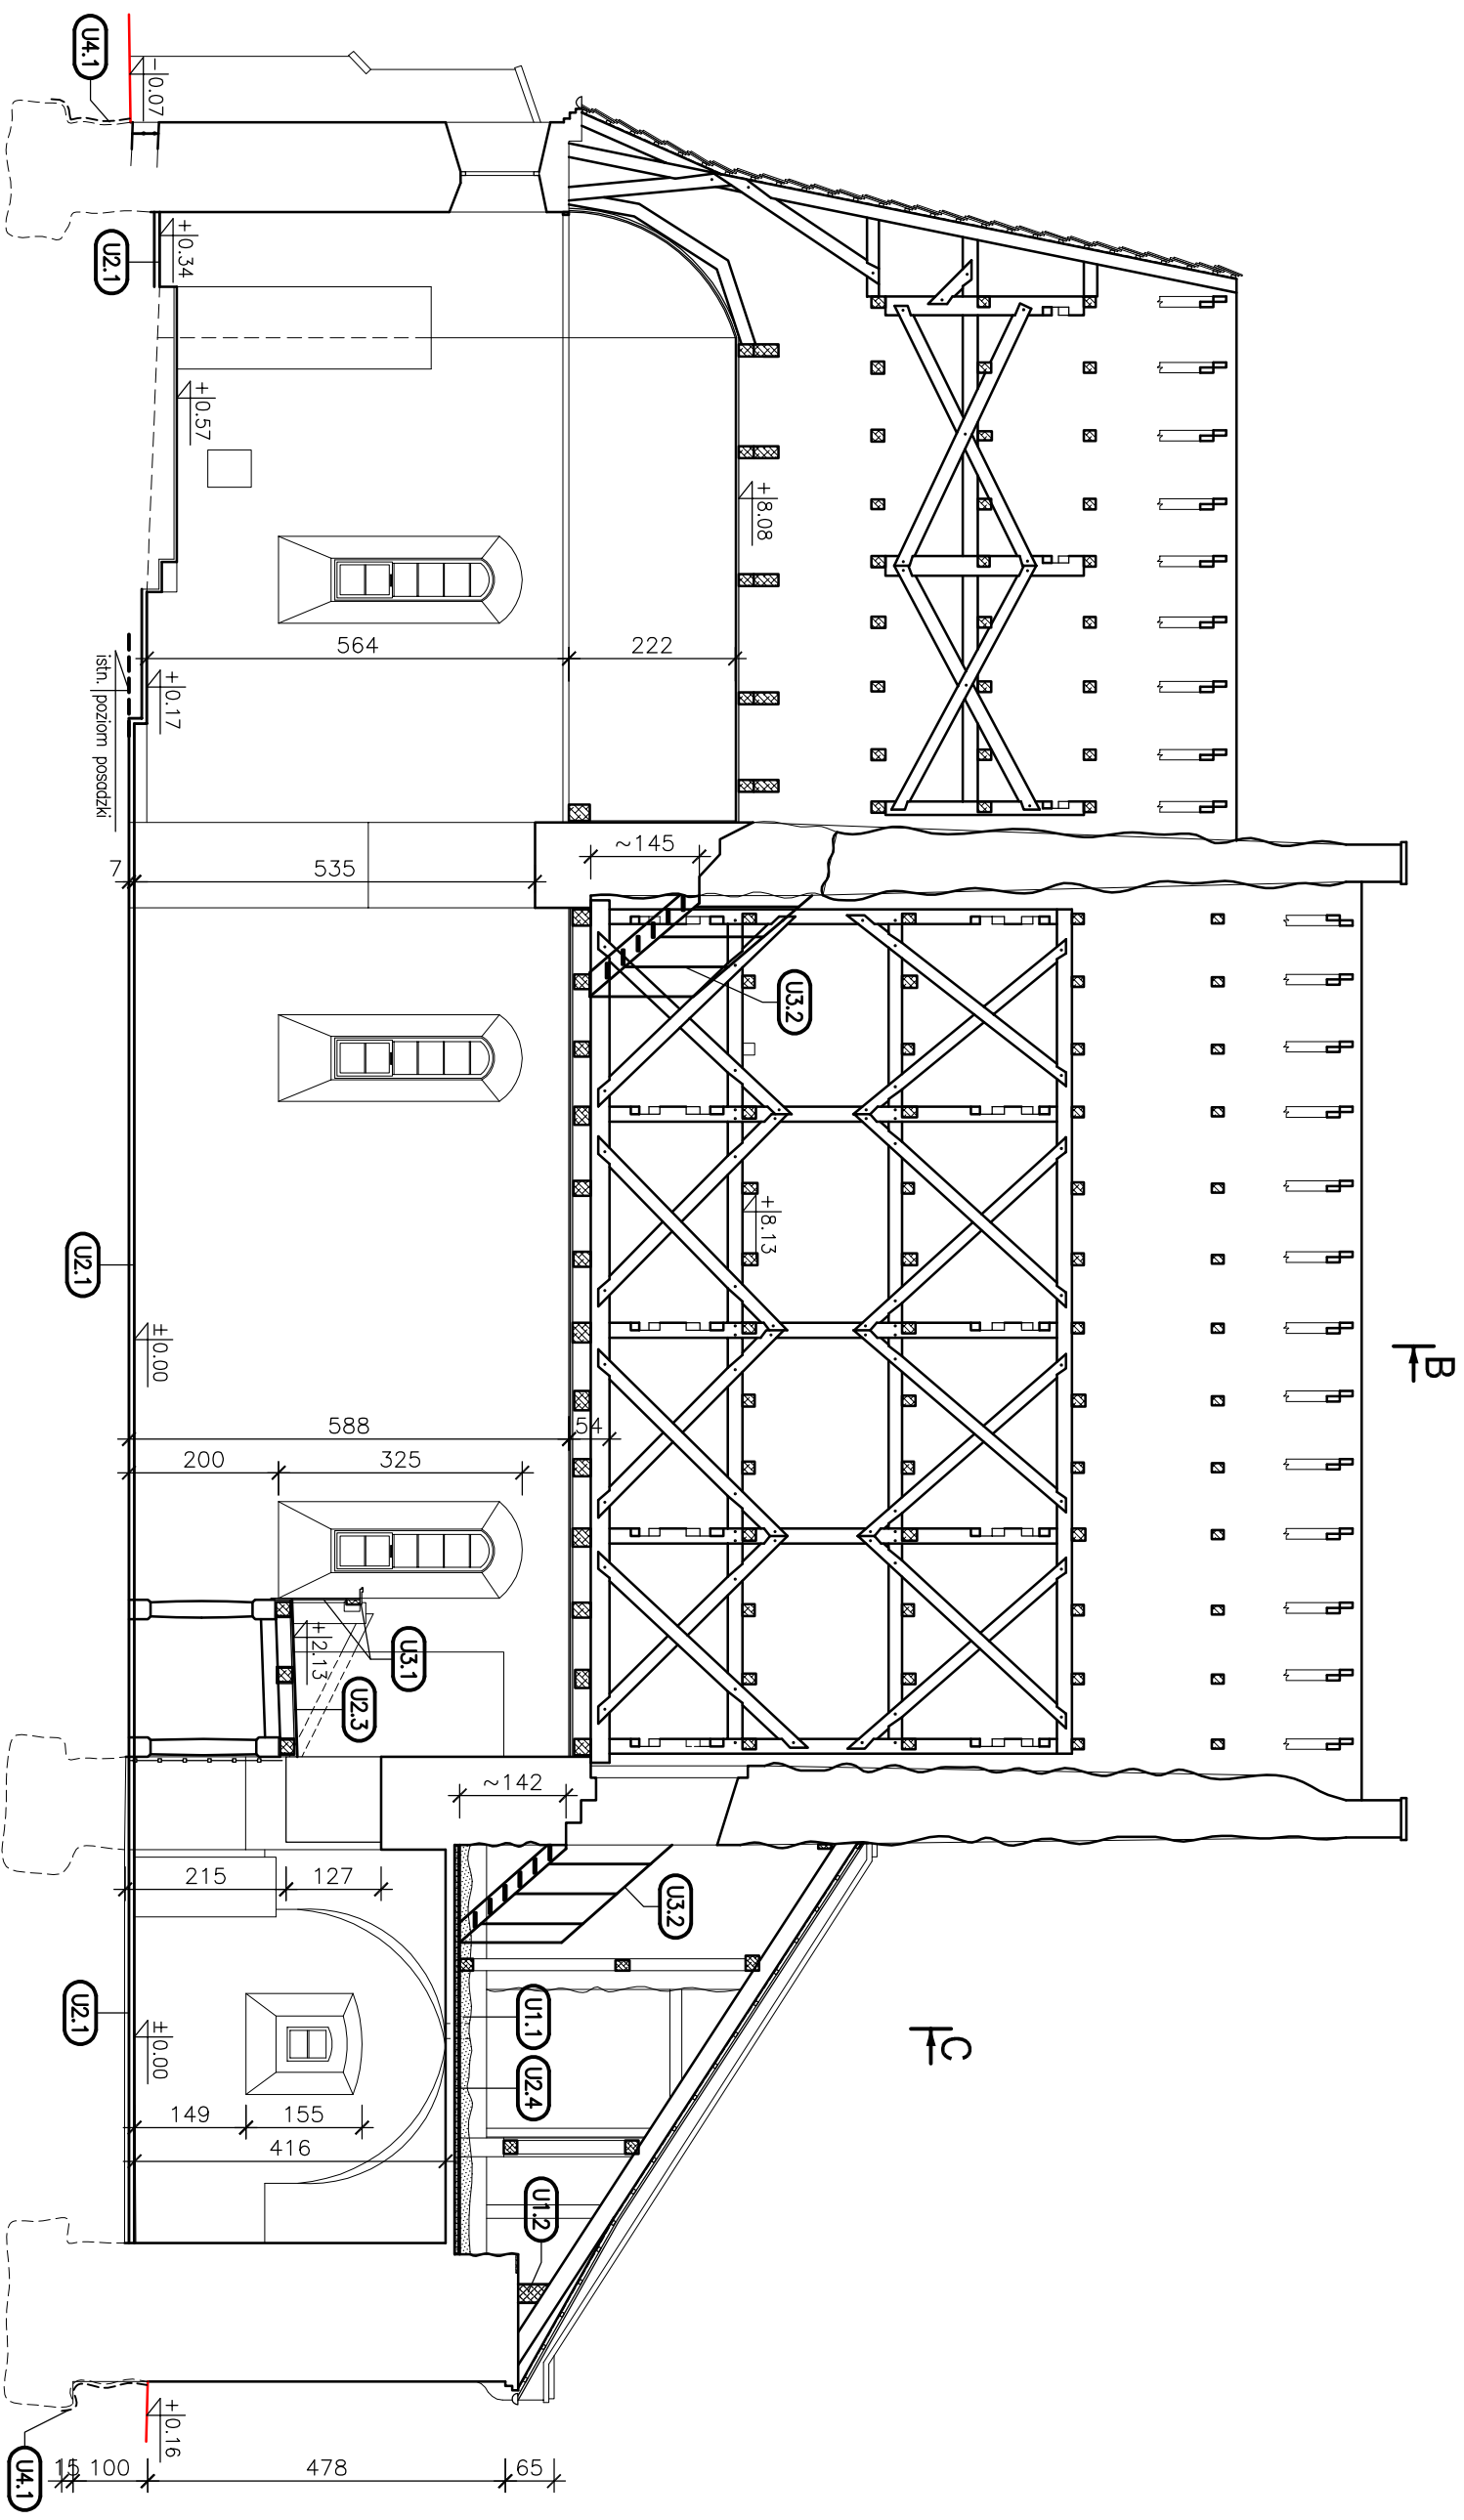 B
C
U4.1
-0.07
+0.34
U2.1
+0.57
+8.08
564
222
+0.17
istn. poziom posadzki
7
535
~145
U3.2
+8.13
U2.1
±0.00
588
54
200
325
+2.13
U3.1
U2.3
~142
215
127
U3.2
U1.1
U2.4
U2.1
±0.00
149
155
416
U1.2
+0.16
U4.1
15
100
478
65